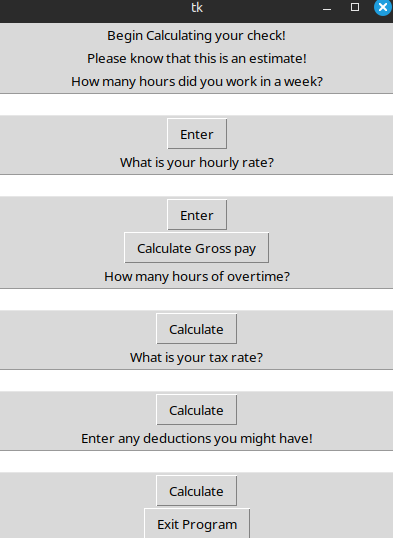 tk
Begin Calculating your check!
Please know that this is an estimate!
How many hours did you work in a week?
Enter
What is your hourly rate?
Enter
Calculate Gross pay
How many hours of overtime?
Calculate
What is your tax rate?
Calculate
Enter any deductions you might have!
Calculate
Exit Program